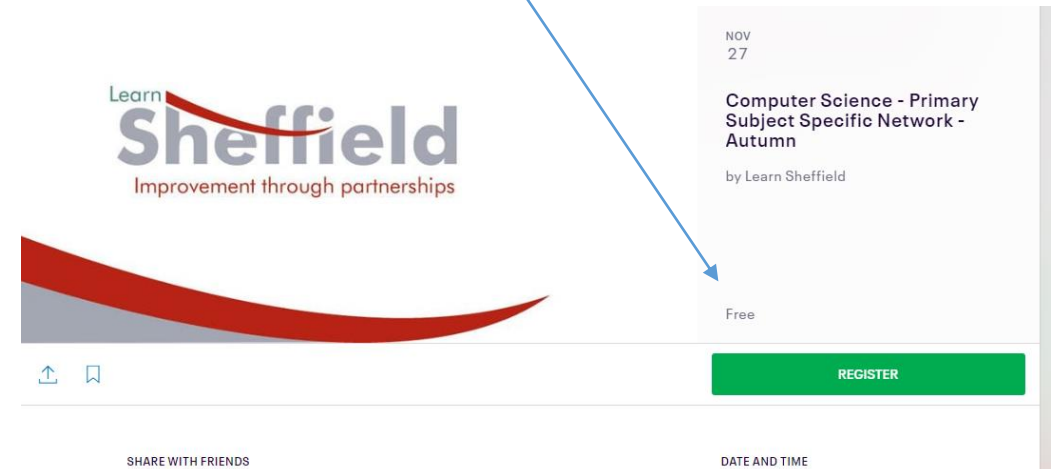 Learn
Sheffield
Improvement through partnerships
NOV
27
Computer Science - Primary
Subject Specific Network -
Autumn
by Learn Sheffield
Free
REGISTER
SHARE WITH FRIENDS
DATE AND TIME